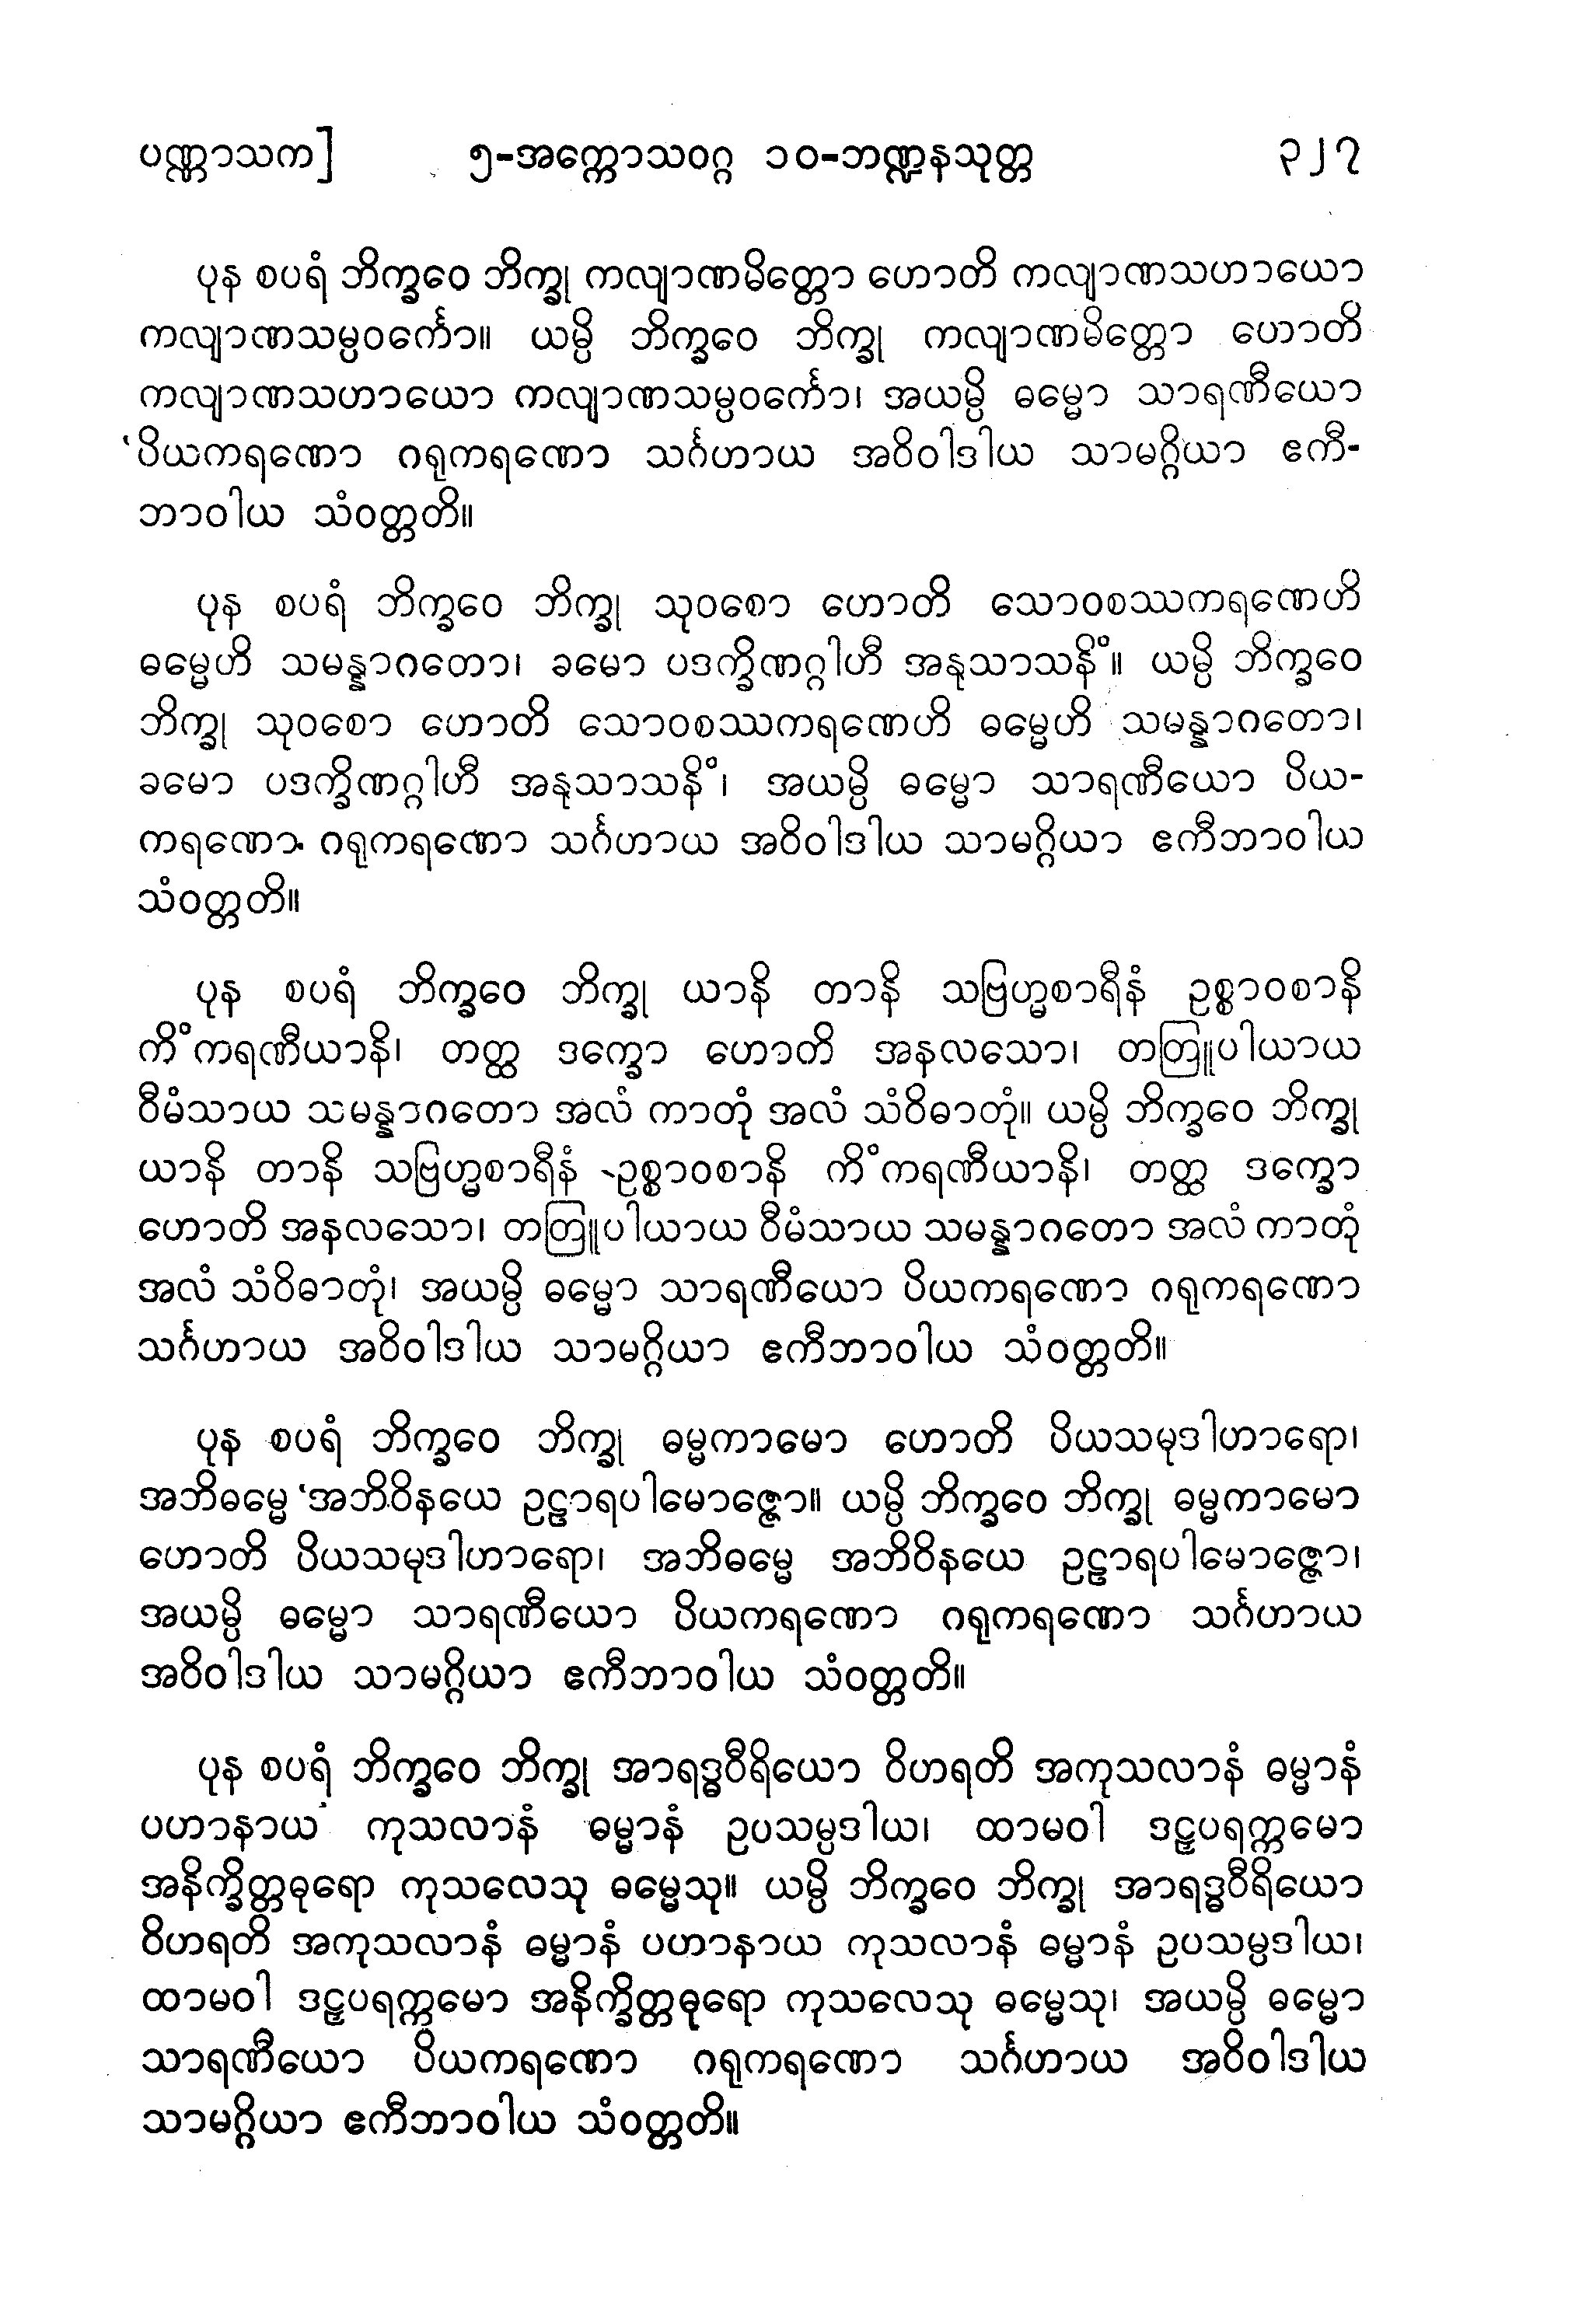 ပဏ္ဏာသက] ၅-အက္ကောသဝဂ္ဂ ၁၀-ဘဏ္ဍနသုတ္တ ၃၂၇
ပုန စပရံ ဘိက္ခဝေ ဘိက္ခု ကလျာဏမိတ္တော ဟောတိ ကလျာဏသဟာယော
ကလျာဏသမ္ပဝင်္ကော။ ယမ္ပိ ဘိက္ခဝေ ဘိက္ခု ကလျာဏမိတ္တော ဟောတိ
ကလျာဏသဟာယော ကလျာဏသမ္ပဝင်္ကော၊ အယမ္ပိ ဓမ္မော သာရဏီယော
ပိယကရဏော ဂရုကရဏော သင်္ဂဟာယ အဝိဝါဒါယ သာမဂ္ဂိယာ ဧကီ-
ဘာဝါယ သံဝတ္တတိ။
ပုန စပရံ ဘိက္ခဝေ ဘိက္ခု သုဝစော ဟောတိ သောဝစဿကရဏေဟိ
ဓမ္မေဟိ သမန္နာဂတော၊ ခမော ပဒက္ခိဏဂ္ဂါဟီ အနုသာသနိံ။ ယမ္ပိ ဘိက္ခဝေ
ဘိက္ခု သုဝစော ဟောတိ သောဝစဿကရဏေဟိ ဓမ္မေဟိ သမန္နာဂတော၊
ခမော ပဒက္ခိဏဂ္ဂါဟီ အနုသာသနိံ၊ အယမ္ပိ ဓမ္မော သာရဏီယော ပိယ-
ကရဏော ဂရုကရဏော သင်္ဂဟာယ အဝိဝါဒါယ သာမဂ္ဂိယာ ဧကီဘာဝါယ
သံဝတ္တတိ။
ပုန စပရံ ဘိက္ခဝေ ဘိက္ခု ယာနိ တာနိ သဗြဟ္မစာရီနံ ဥစ္စာဝစာနိ
ကိံကရဏီယာနိ၊ တတ္ထ ဒက္ခော ဟောတိ အနလသော၊ တတြူပါယာယ
ဝီမံသာယ သမန္နာဂတော အလံ ကာတုံ အလံ သံဝိဓာတုံ။ ယမ္ပိ ဘိက္ခဝေ ဘိက္ခု
ယာနိ တာနိ သဗြဟ္မစာရီနံ ဥစ္စာဝစာနိ ကိံကရဏီယာနိ၊ တတ္ထ ဒက္ခော
ဟောတိ အနလသော၊ တတြူပါယာယ ဝီမံသာယ သမန္နာဂတော အလံ ကာတုံ
အလံ သံဝိဓာတုံ၊ အယမ္ပိ ဓမ္မော သာရဏီယော ပိယကရဏော ဂရုကရဏော
သင်္ဂဟာယ အဝိဝါဒါယ သာမဂ္ဂိယာ ဧကီဘာဝါယ သံဝတ္တတိ။
ပုန စပရံ ဘိက္ခဝေ ဘိက္ခု ဓမ္မကာမော ဟောတိ ပိယသမုဒါဟာရော၊
အဘိဓမ္မေ အဘိဝိနယေ ဥဠာရပါမောဇ္ဇော။ ယမ္ပိ ဘိက္ခဝေ ဘိက္ခု ဓမ္မကာမော
ဟောတိ ပိယသမုဒါဟာရော၊ အဘိဓမ္မေ အဘိဝိနယေ ဥဠာရပါမောဇ္ဇော၊
အယမ္ပိ ဓမ္မော သာရဏီယော ပိယကရဏော ဂရုကရဏော သင်္ဂဟာယ
အဝိဝါဒါယ သာမဂ္ဂိယာ ဧကီဘာဝါယ သံဝတ္တတိ။
ပုန စပရံ ဘိက္ခဝေ ဘိက္ခု အာရဒ္ဓဝီရိယော ဝိဟရတိ အကုသလာနံ ဓမ္မာနံ
ပဟာနာယ ကုသလာနံ ဓမ္မာနံ ဥပသမ္ပဒါယ၊ ထာမဝါ ဒဠှပရက္ကမော
အနိက္ခိတ္တဓုရော ကုသလေသု ဓမ္မေသု။ ယမ္ပိ ဘိက္ခဝေ ဘိက္ခု အာရဒ္ဓဝီရိယော
ဝိဟရတိ အကုသလာနံ ဓမ္မာနံ ပဟာနာယ ကုသလာနံ ဓမ္မာနံ ဥပသမ္ပဒါယ၊
ထာမဝါ ဒဠှပရက္ကမော အနိက္ခိတ္တဓုရော ကုသလေသု ဓမ္မေသု၊ အယမ္ပိ ဓမ္မော
သာရဏီယော ပိယကရဏော ဂရုကရဏော သင်္ဂဟာယ အဝိဝါဒါယ
သာမဂ္ဂိယာ ဧကီဘာဝါယ သံဝတ္တတိ။